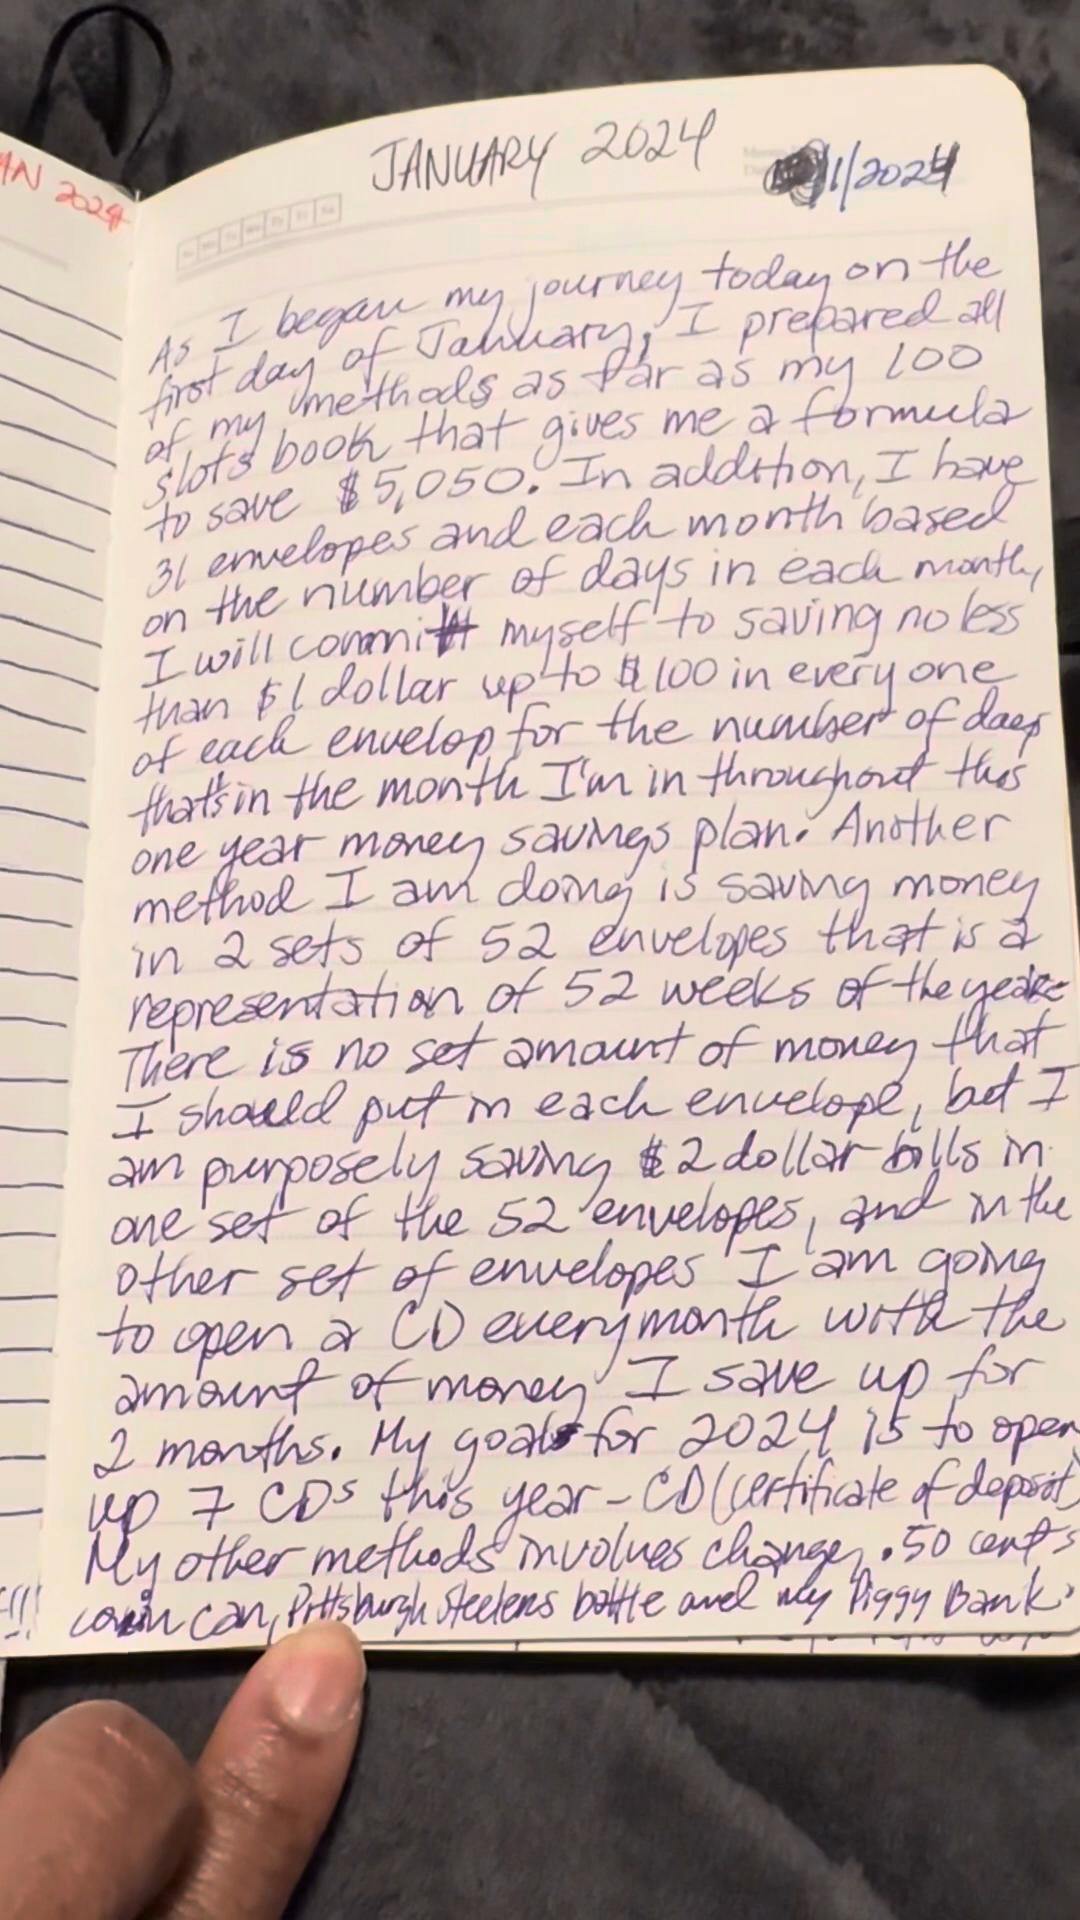 AN 2024
JANUARY 2024
1/2024
As I began my journey today on the
first day of January, I prepared all
of my methods as far as my 100
slots book that gives me a formula
to save $5,050. In addition, I have
31 envelopes and each month based
on the number of days in each month,
I will commit myself to saving no less
than $1 dollar up to $100 in every one
of each envelop for the number of days
that's in the month I'm in throughout this
one year money savings plan. Another
method I am doing is saving money
in 2 sets of 52 envelopes that is a
representation of 52 weeks of the year.
There is no set amount of money that
I should put in each envelope, but I
am purposely saving $2 dollar bills in
one set of the 52 envelopes, and in the
other set of envelopes I am going
to open a CD every month with the
amount of money I save up for
2 months. My goal for 2024 is to open
up 7 CDs this year - CD (certificate of deposit)
My other methods involves change, .50 cents
coin can, Pittsburgh Steelers bottle and my Piggy Bank.
!!!